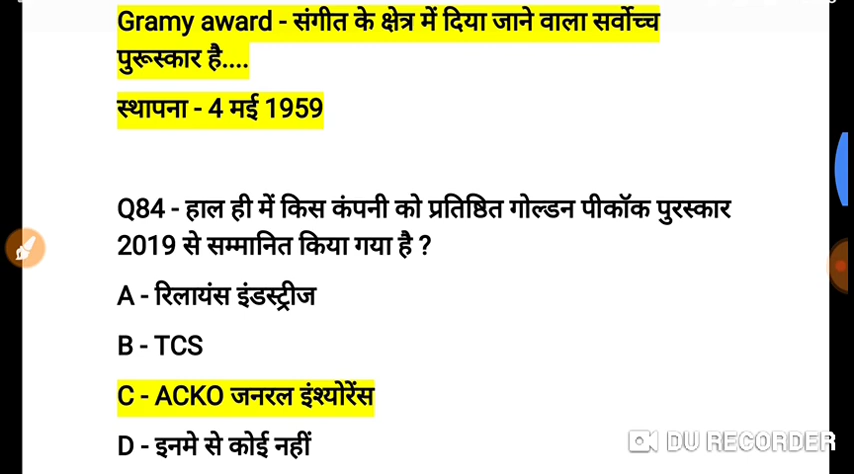 Gramy award - संगीत के क्षेत्र में दिया जाने वाला सर्वोच्च
पुरूस्कार है....
स्थापना - 4 मई 1959
Q84 - हाल ही में किस कंपनी को प्रतिष्ठित गोल्डन पीकॉक पुरस्कार
2019 से सम्मानित किया गया है ?
A - रिलायंस इंडस्ट्रीज
B - TCS
C - ACKO जनरल इंश्योरेंस
D - इनमे से कोई नहीं
DU RECORDER